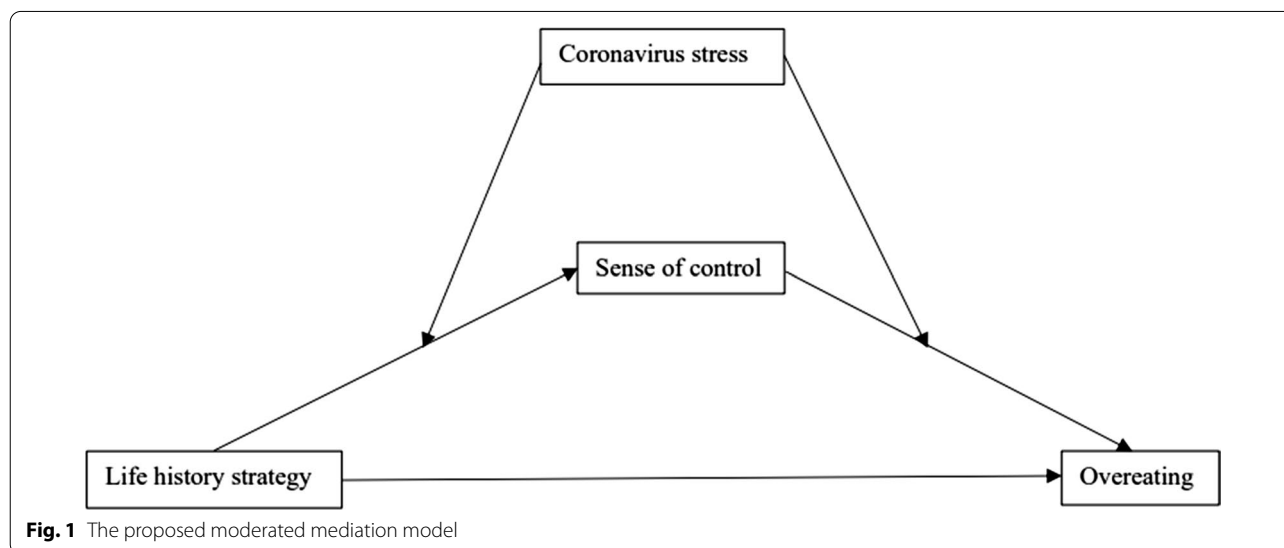 Coronavirus stress
Sense of control
Life history strategy
Overeating
Fig. 1 The proposed moderated mediation model